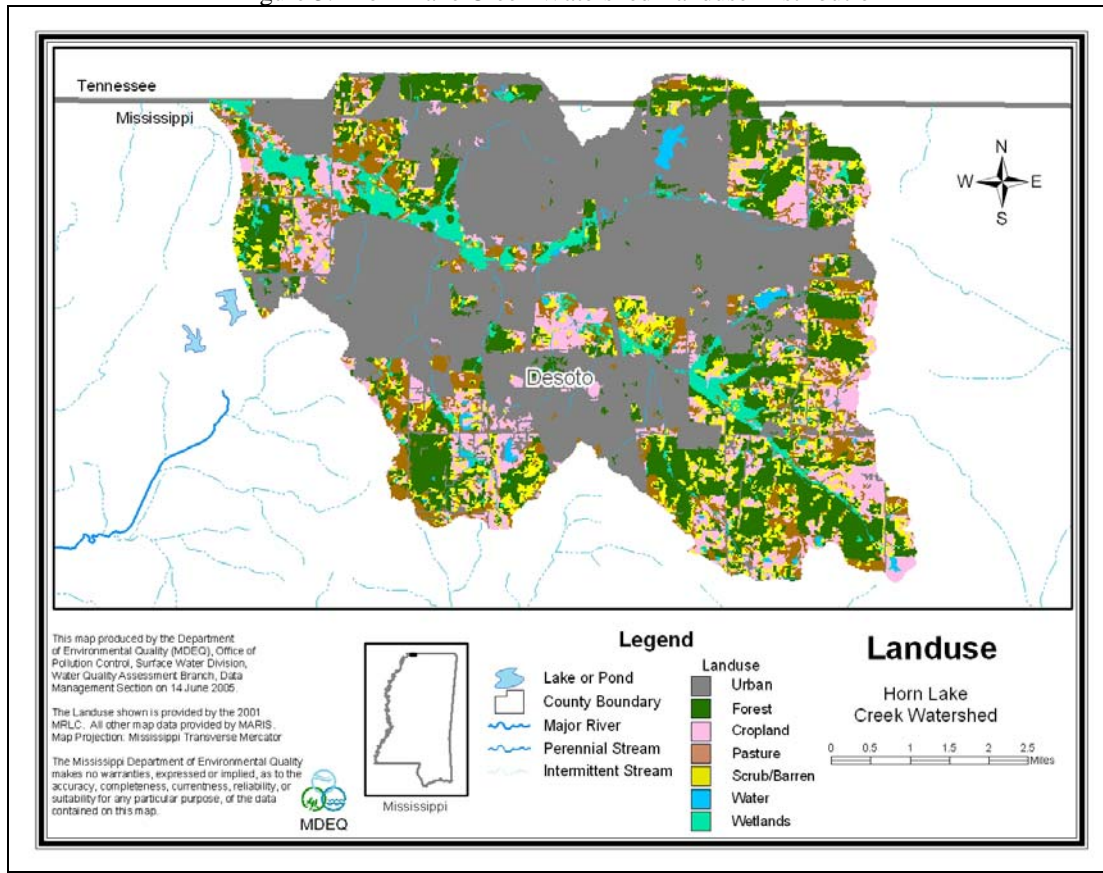 Tennessee
Mississippi
N
W
E
S
Desoto
This map produced by the Department
of Environmental Quality (MDEQ), Office of
Pollution Control, Surface Water Division,
Water Quality Assessment Branch, Data
Management Section on 14 June 2005.
The Landuse shown is provided by the 2001
MRLC. All other map data provided by MARIS.
Map Projection: Mississippi Transverse Mercator
The Mississippi Department of Environmental Quality
makes no warranties, expressed or implied, as to the
accuracy, completeness, currentness, reliability, or
suitability for any particular purpose, of the data
contained on this map.
MDEQ
Mississippi
Legend
Lake or Pond
County Boundary
Major River
Perennial Stream
Intermittent Stream
Landuse
Urban
Forest
Cropland
Pasture
Scrub/Barren
Water
Wetlands
Landuse
Horn Lake
Creek Watershed
0 0.5 1 1.5 2 2.5
Miles